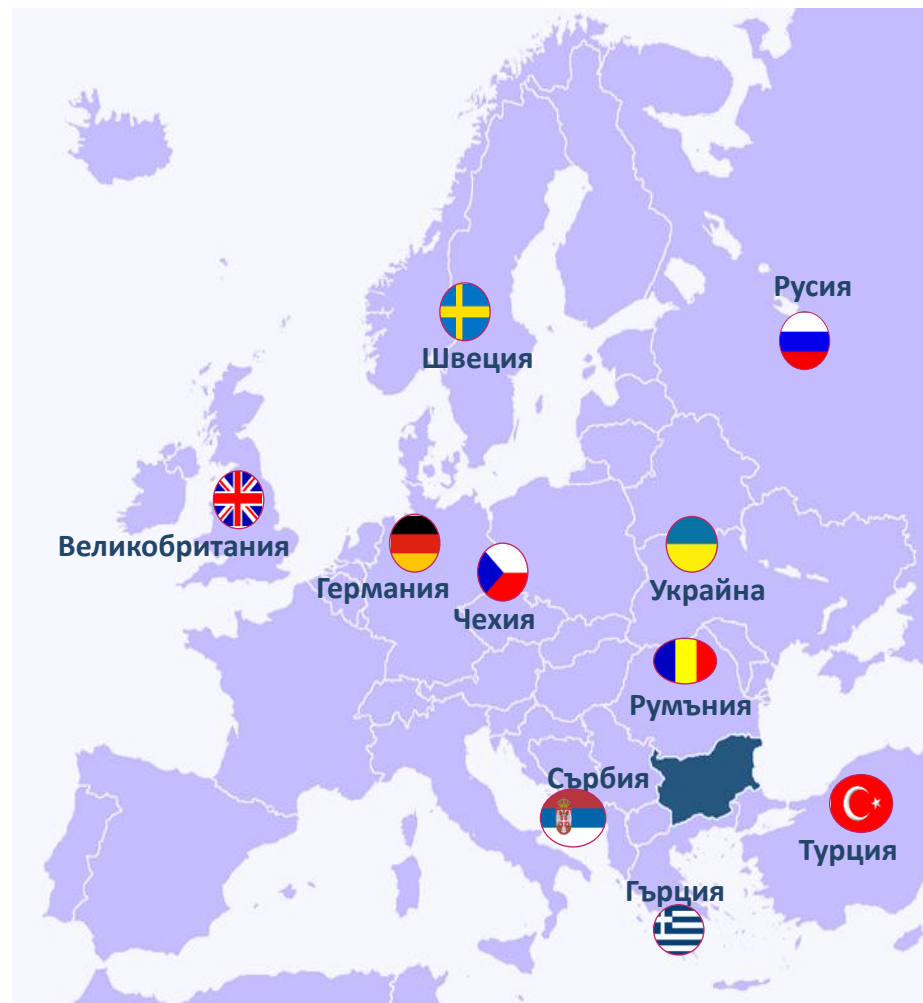 Русия
Швеция
Великобритания
Германия
Чехия
Украйна
Румъния
Сърбия
Турция
Гърция